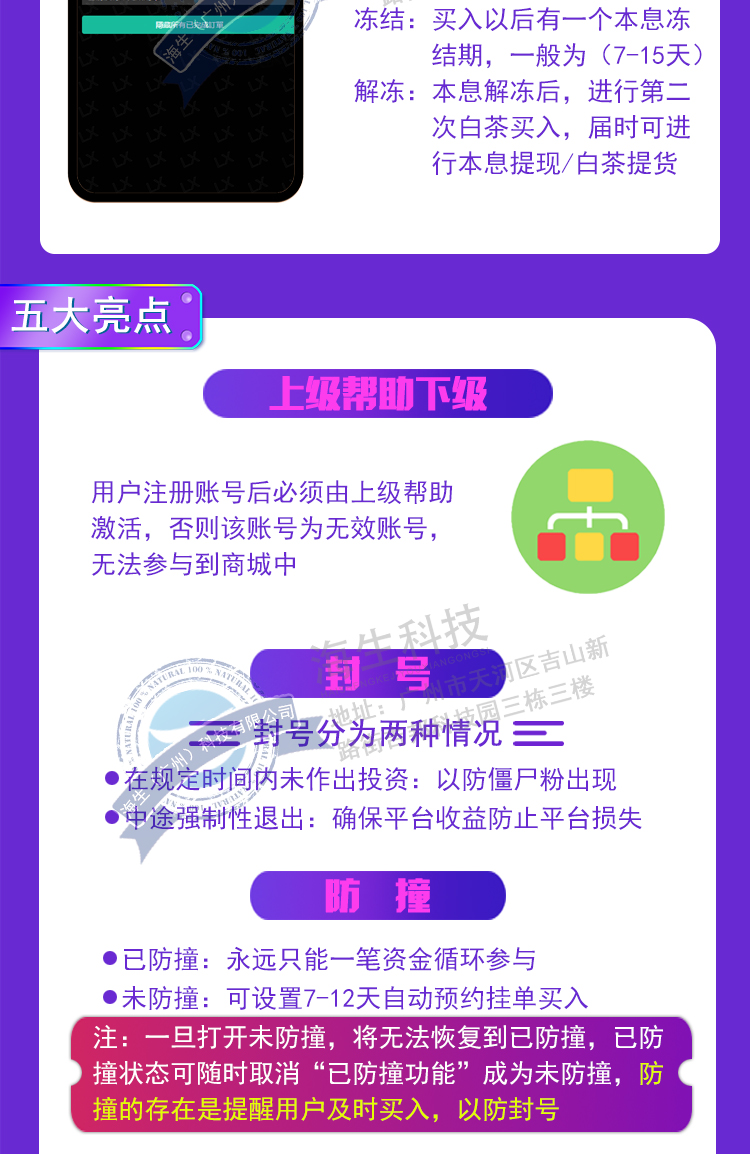 冻结：买入以后有一个本息冻
结期，一般为（7-15天）
解冻：本息解冻后，进行第二
次白茶买入，届时可进
行本息提现/白茶提货
五大亮点
上级帮助下级
用户注册账号后必须由上级帮助
激活，否则该账号为无效账号，
无法参与到商城中
海生科技
封 号
地址：广州市天河区吉山新
园三栋三楼
封号分为两种情况
●在规定时间内未作出投资：以防僵尸粉出现
●中途强制性退出：确保平台收益防止平台损失
防 撞
●已防撞：永远只能一笔资金循环参与
●未防撞：可设置7-12天自动预约挂单买入
注：一旦打开未防撞，将无法恢复到已防撞，已防
撞状态可随时取消“已防撞功能”成为未防撞，防
撞的存在是提醒用户及时买入，以防封号